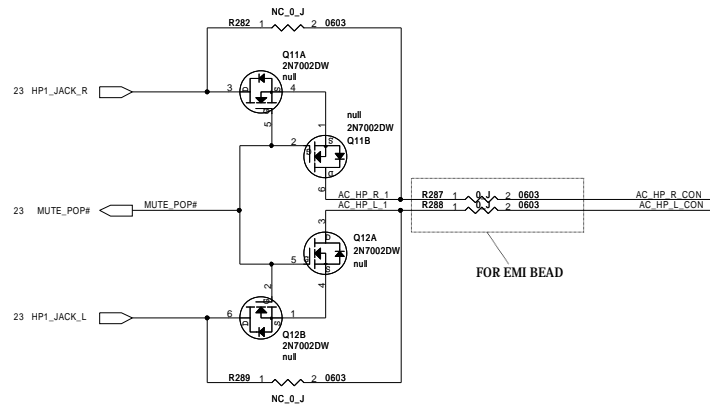 NC_0_J
R282 1 2 0603
Q11A
2N7002DW
null
23 HP1_JACK_R
3 D S 4
G
5
null
2N7002DW
Q11B
1
2 G S
D
6
AC_HP_R_1
R287 1 0_J 2 0603
AC_HP_R_CON
23 MUTE_POP#
MUTE_POP#
AC_HP_L_1
R288 1 0_J 2 0603
AC_HP_L_CON
3
D
Q12A
2N7002DW
null
5 G
S
4
FOR EMI BEAD
2
G
23 HP1_JACK_L
6 D S 1
Q12B
2N7002DW
null
R289 1 2 0603
NC_0_J